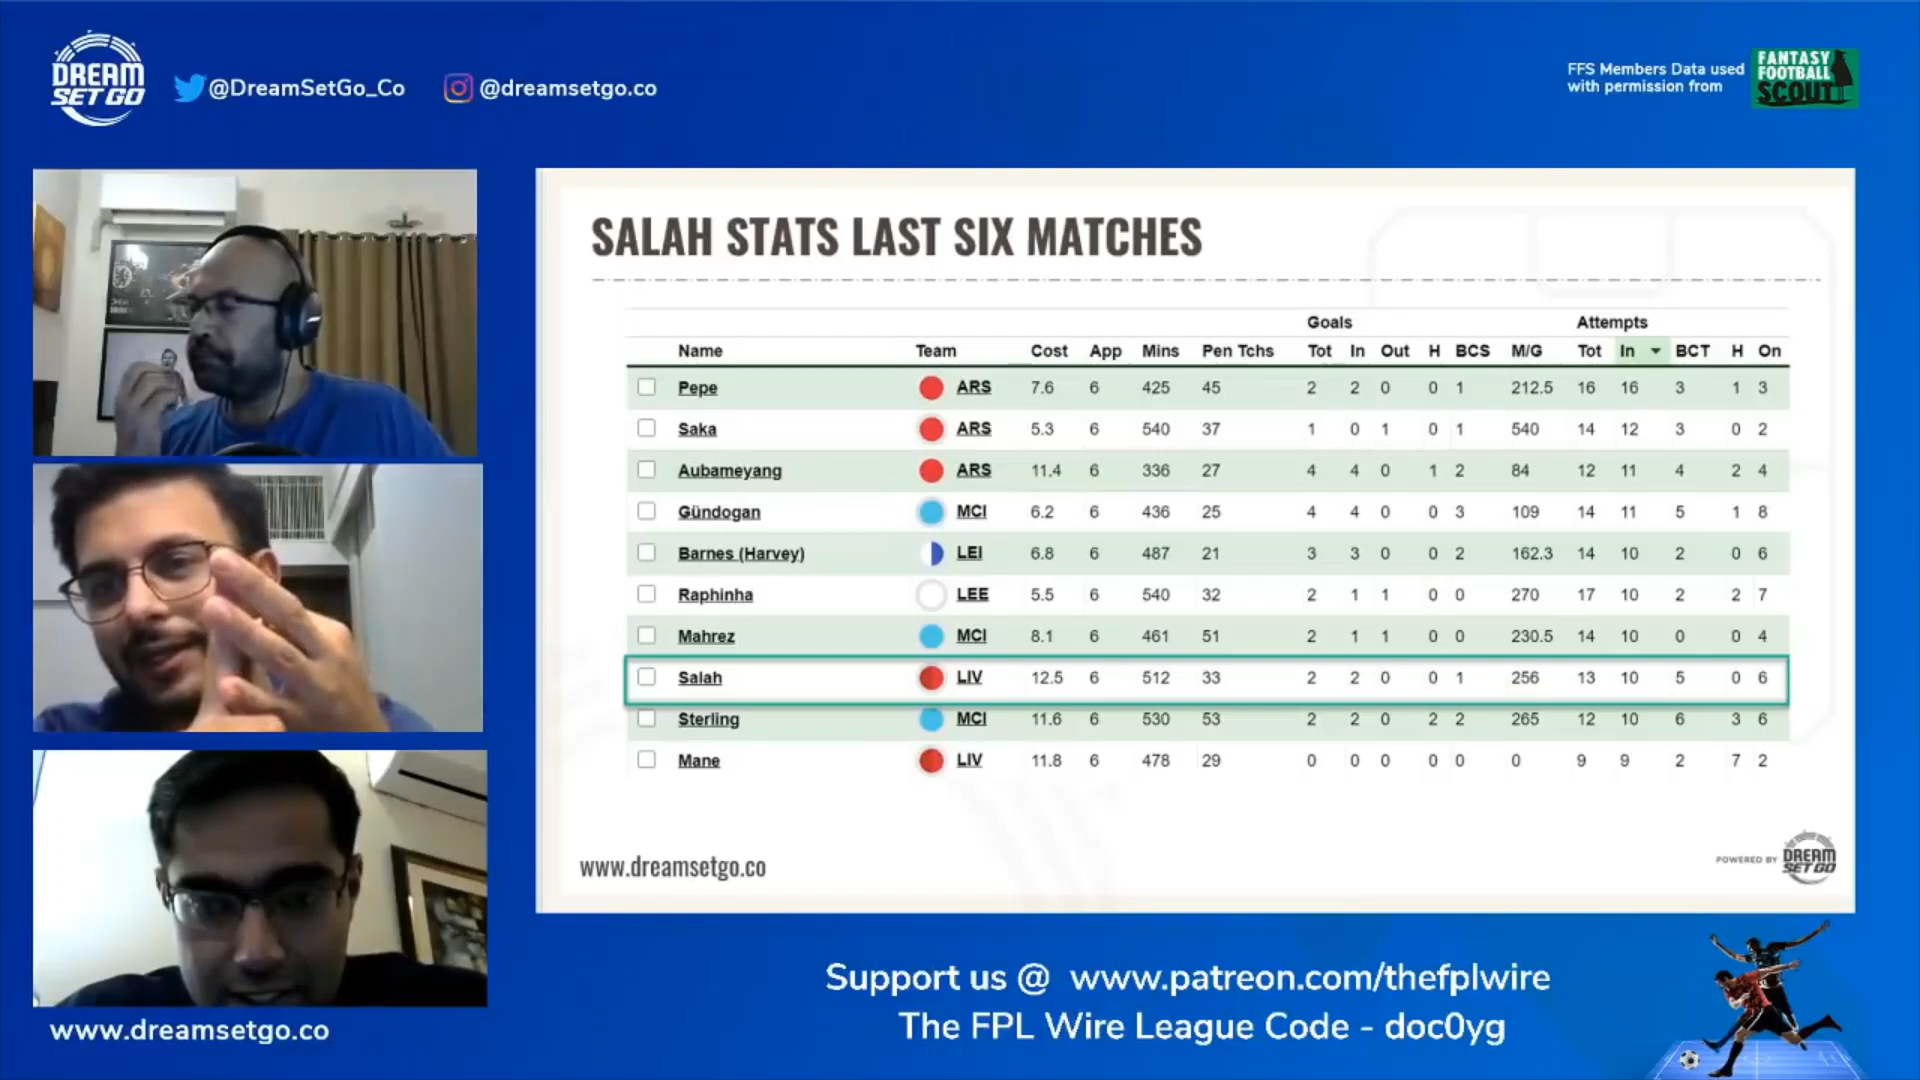 DREAM
SET GO
@DreamSetGo_Co
@dreamsetgo.co
FFS Members Data used
with permission from
FANTASY
FOOTBALL
SCOUT
SALAH STATS LAST SIX MATCHES
Goals Attempts
Name Team Cost App Mins Pen Tchs Tot In Out H BCS M/G Tot In BCT H On
Pepe ARS 7.6 6 425 45 2 2 0 0 1 212.5 16 16 3 1 3
Saka ARS 5.3 6 540 37 1 0 1 0 1 540 14 12 3 0 2
Aubameyang ARS 11.4 6 336 27 4 4 0 1 2 84 12 11 4 2 4
Gündogan MCI 6.2 6 436 25 4 4 0 0 3 109 14 11 5 1 8
Barnes (Harvey) LEI 6.8 6 487 21 3 3 0 0 2 162.3 14 10 2 0 6
Raphinha LEE 5.5 6 540 32 2 1 1 0 0 270 17 10 2 2 7
Mahrez MCI 8.1 6 461 51 2 1 1 0 0 230.5 14 10 0 0 4
Salah LIV 12.5 6 512 33 2 2 0 0 1 256 13 10 5 0 6
Sterling MCI 11.6 6 530 53 2 2 0 2 2 265 12 10 6 3 6
Mane LIV 11.8 6 478 29 0 0 0 0 0 0 9 9 2 7 2
www.dreamsetgo.co
POWERED BY DREAM
SET GO
Support us @ www.patreon.com/thefplwire
The FPL Wire League Code - doc0yg
www.dreamsetgo.co